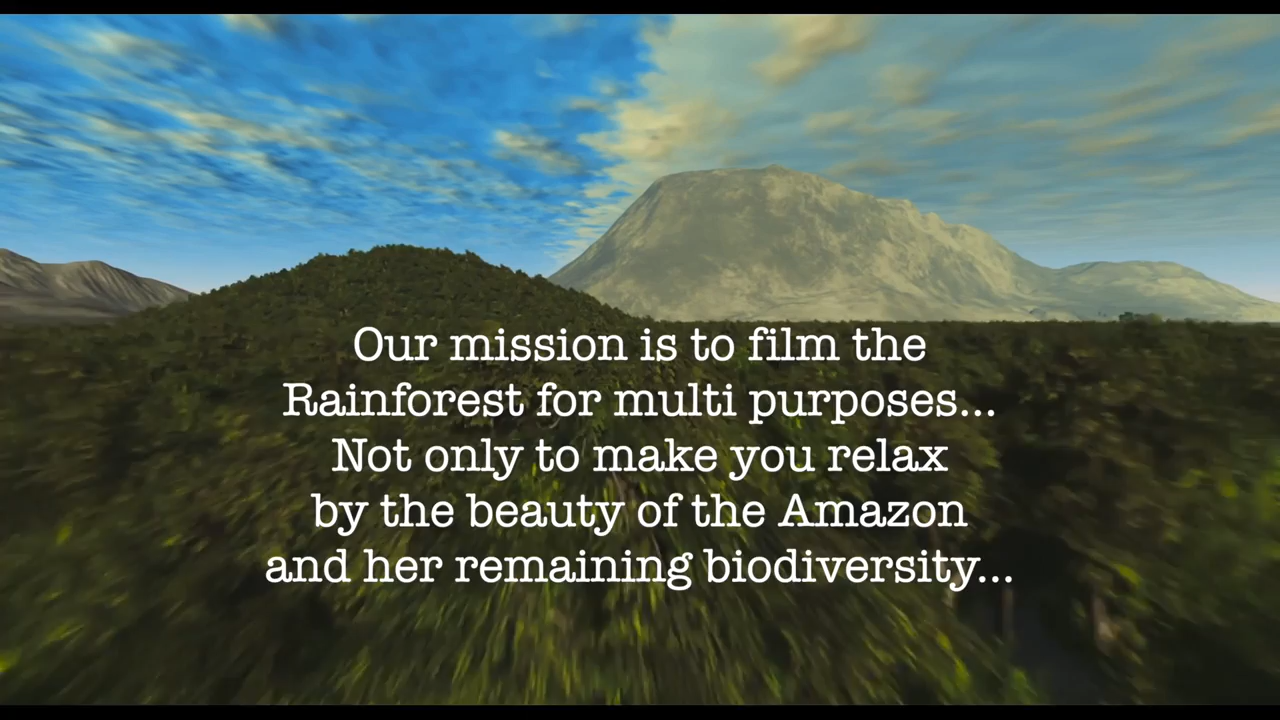 Our mission is to film the
Rainforest for multi purposes...
Not only to make you relax
by the beauty of the Amazon
and her remaining biodiversity...